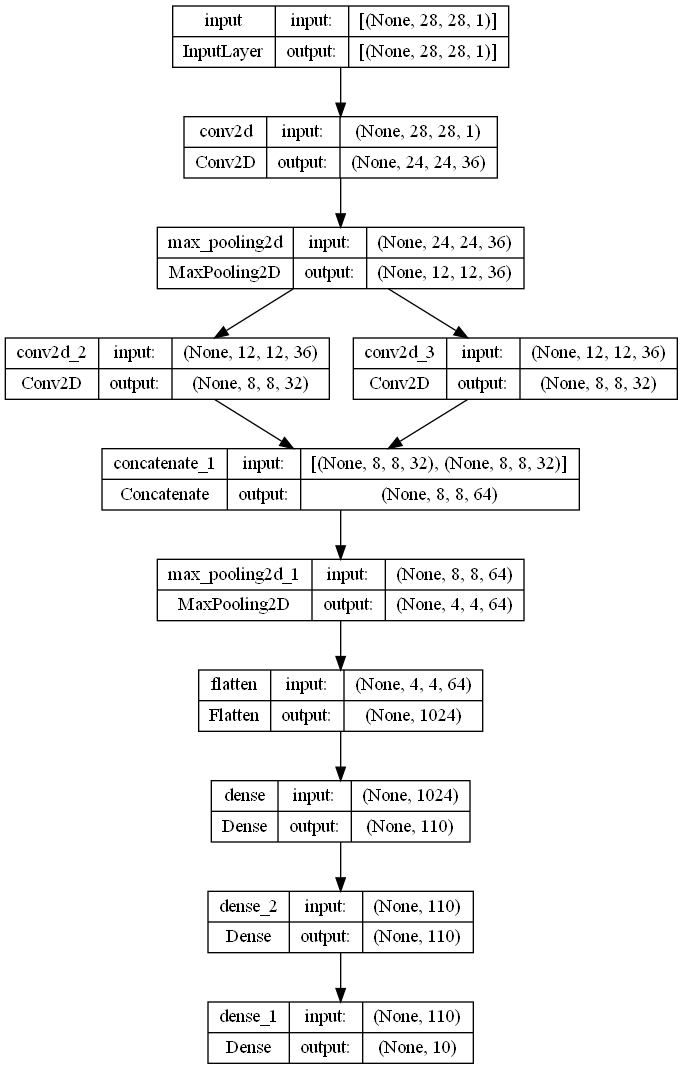 input input: [(None, 28, 28, 1)]
InputLayer output: [(None, 28, 28, 1)]
conv2d input: (None, 28, 28, 1)
Conv2D output: (None, 24, 24, 36)
max_pooling2d input: (None, 24, 24, 36)
MaxPooling2D output: (None, 12, 12, 36)
conv2d_2 input: (None, 12, 12, 36)
Conv2D output: (None, 8, 8, 32)
conv2d_3 input: (None, 12, 12, 36)
Conv2D output: (None, 8, 8, 32)
concatenate_1 input: [(None, 8, 8, 32), (None, 8, 8, 32)]
Concatenate output: (None, 8, 8, 64)
max_pooling2d_1 input: (None, 8, 8, 64)
MaxPooling2D output: (None, 4, 4, 64)
flatten input: (None, 4, 4, 64)
Flatten output: (None, 1024)
dense input: (None, 1024)
Dense output: (None, 110)
dense_2 input: (None, 110)
Dense output: (None, 110)
dense_1 input: (None, 110)
Dense output: (None, 10)